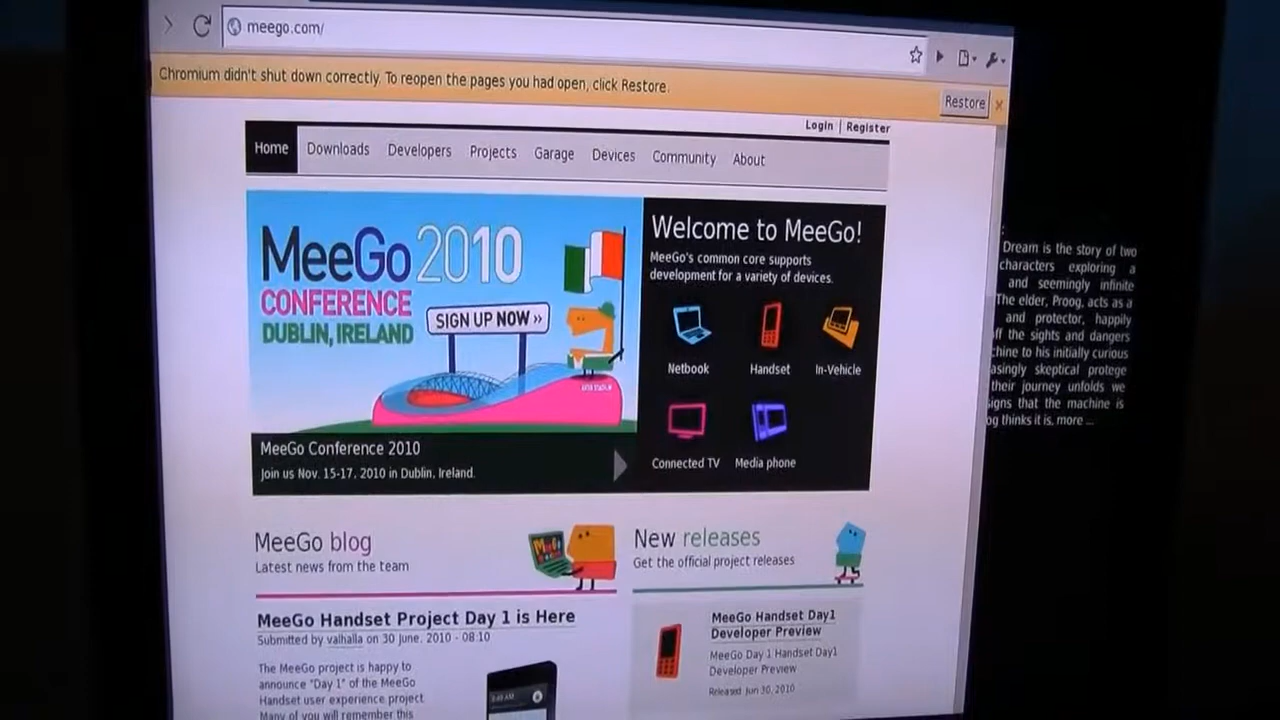 meego.com/
Chromium didn't shut down correctly. To reopen the pages you had open, click Restore.
Restore
Login | Register
Home Downloads Developers Projects Garage Devices Community About
MeeGo 2010
CONFERENCE
DUBLIN, IRELAND
SIGN UP NOW »
MeeGo Conference 2010
Join us Nov. 15-17, 2010 in Dublin, Ireland.
Welcome to MeeGo!
MeeGo's common core supports
development for a variety of devices.
Netbook Handset In-Vehicle
Connected TV Media phone
:
Dream is the story of two
characters exploring a
and seemingly infinite
The elder, Proog, acts as a
and protector, happily
the sights and dangers
to his initially curious
skeptical protege
their journey unfolds we
that the machine is
thinks it is, more ...
MeeGo blog
Latest news from the team
MeeGo Handset Project Day 1 is Here
Submitted by valhalla on 30 June, 2010 - 08:10
The MeeGo project is happy to
announce "Day 1" of the MeeGo
Handset user experience project
Many of you will remember this
New releases
Get the official project releases
MeeGo Handset Day1
Developer Preview
MeeGo Day 1 Handset Day1
Developer Preview
Released Jun 30, 2010